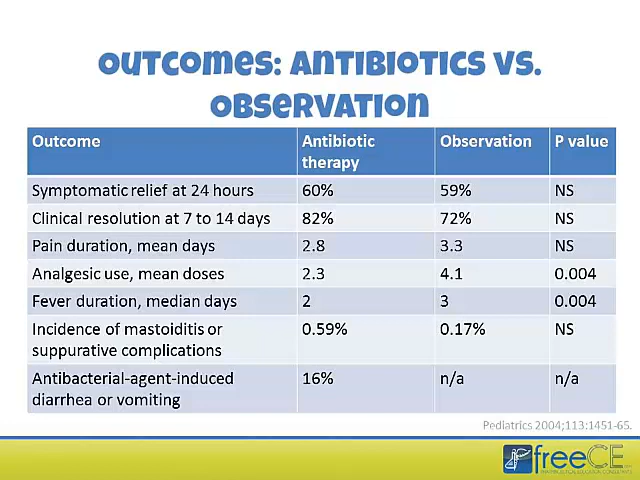 Outcomes: Antibiotics vs.
Observation
Outcome Antibiotic therapy Observation P value
Symptomatic relief at 24 hours 60% 59% NS
Clinical resolution at 7 to 14 days 82% 72% NS
Pain duration, mean days 2.8 3.3 NS
Analgesic use, mean doses 2.3 4.1 0.004
Fever duration, median days 2 3 0.004
Incidence of mastoiditis or suppurative complications 0.59% 0.17% NS
Antibacterial-agent-induced diarrhea or vomiting 16% n/a n/a
Pediatrics 2004;113:1451-65.
freeCE